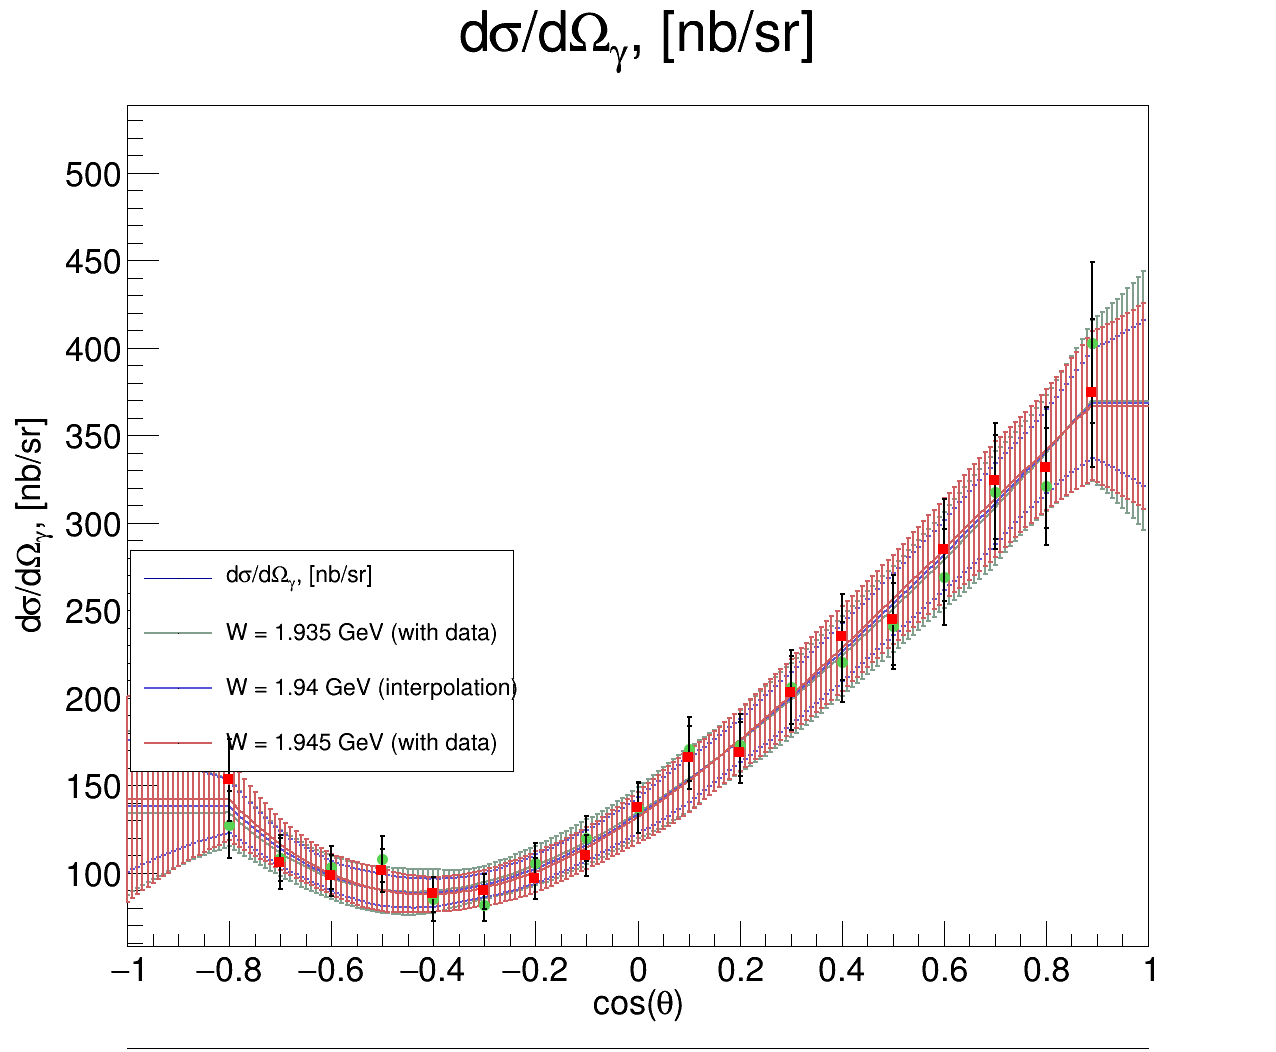 dσ/dΩγ, [nb/sr]
500
450
400
350
300
250
200
150
100
dσ/dΩγ, [nb/sr]
dσ/dΩγ, [nb/sr]
W = 1.935 GeV (with data)
W = 1.94 GeV (interpolation)
W = 1.945 GeV (with data)
−1 −0.8 −0.6 −0.4 −0.2 0 0.2 0.4 0.6 0.8 1
cos(θ)